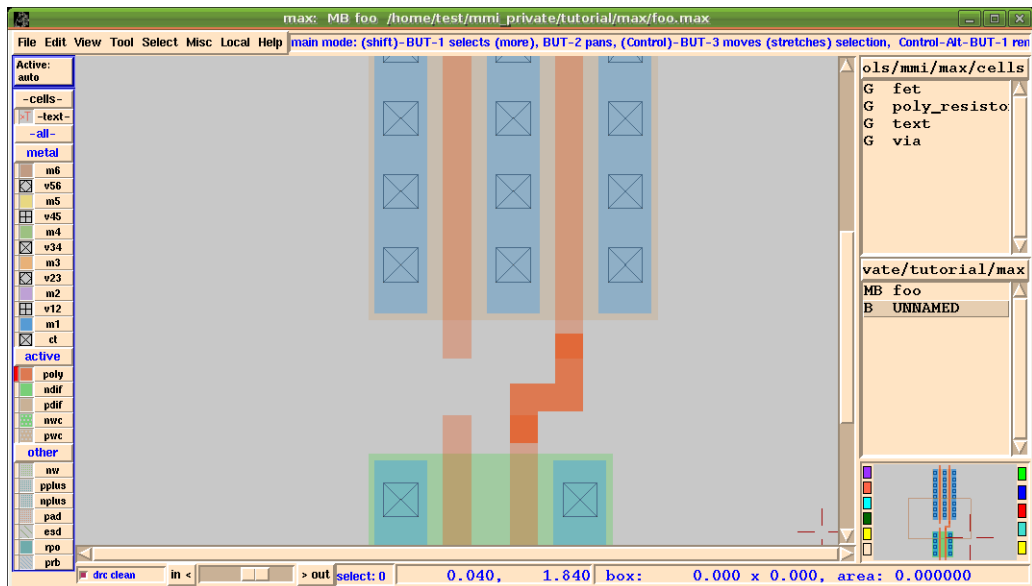 max: MB foo /home/test/mmi_private/tutorial/max/foo.max
File Edit View Tool Select Misc Local Help main mode: (shift)-BUT-1 selects (more), BUT-2 pans, (Control)-BUT-3 moves (stretches) selection, Control-Alt-BUT-1 ren
Active:
auto
-cells-
>T -text-
-all-
metal
m6
v56
m5
v45
m4
v34
m3
v23
m2
v12
m1
ct
active
poly
ndif
pdif
nwc
pwc
other
nw
pplus
nplus
pad
esd
rpo
prb
ols/mmi/max/cells
G fet
G poly_resisto
G text
G via
vate/tutorial/max
MB foo
B UNNAMED
drc clean in < > out select: 0 0.040, 1.840 box: 0.000 x 0.000, area: 0.000000